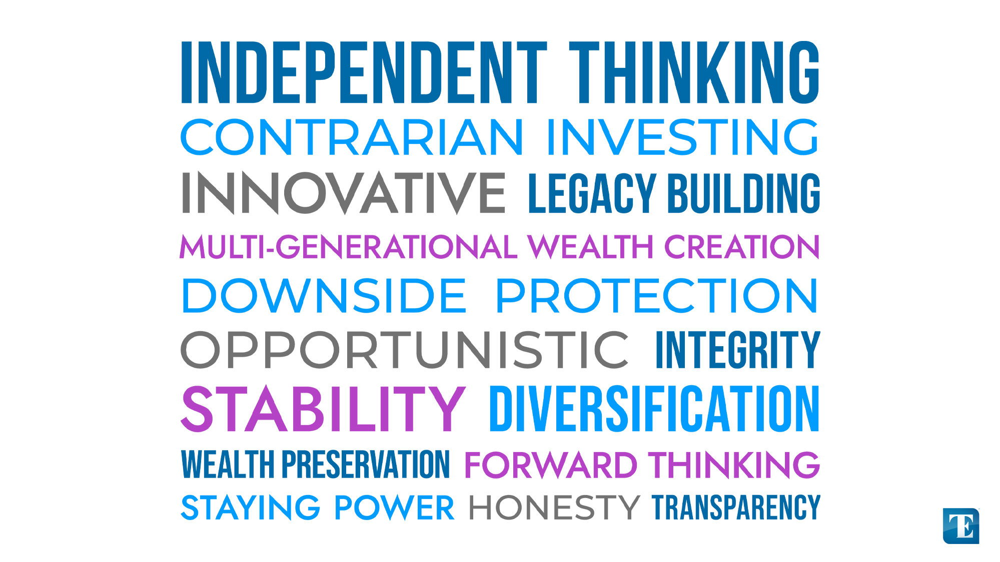 INDEPENDENT THINKING
CONTRARIAN INVESTING
INNOVATIVE LEGACY BUILDING
MULTI-GENERATIONAL WEALTH CREATION
DOWNSIDE PROTECTION
OPPORTUNISTIC INTEGRITY
STABILITY DIVERSIFICATION
WEALTH PRESERVATION FORWARD THINKING
STAYING POWER HONESTY TRANSPARENCY
TE